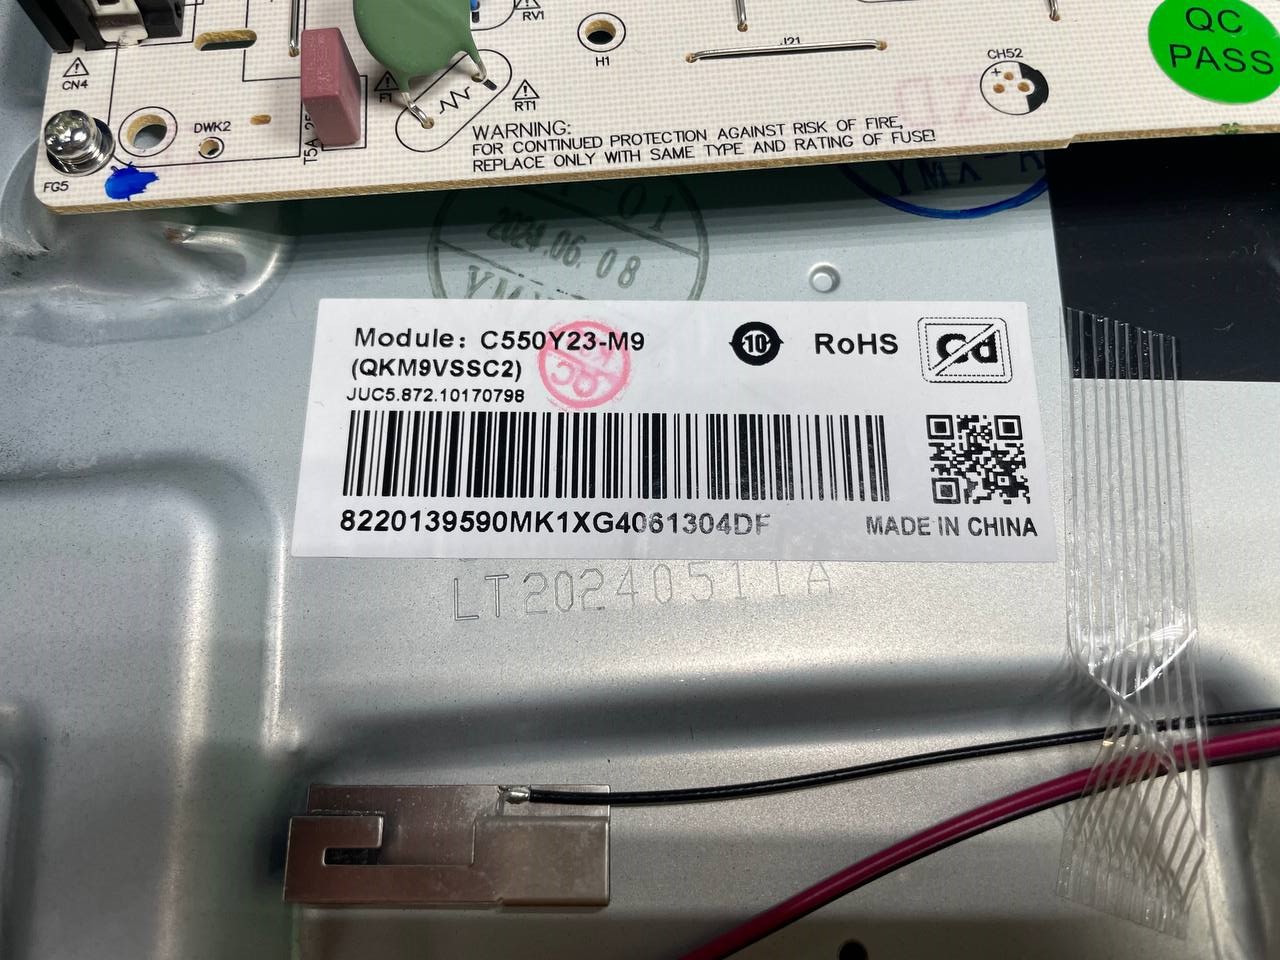 RV1
CN4
F1
RT1
H1
J21
CH52
QC
PASS
DWK2
FG5
WARNING:
FOR CONTINUED PROTECTION AGAINST RISK OF FIRE,
REPLACE ONLY WITH SAME TYPE AND RATING OF FUSE!
2024.06.08
Module: C550Y23-M9
(QKM9VSSC2)
JUC5.872.10170798
10
RoHS
Cd
QC
8220139590MK1XG4061304DF
MADE IN CHINA
LT20240511A